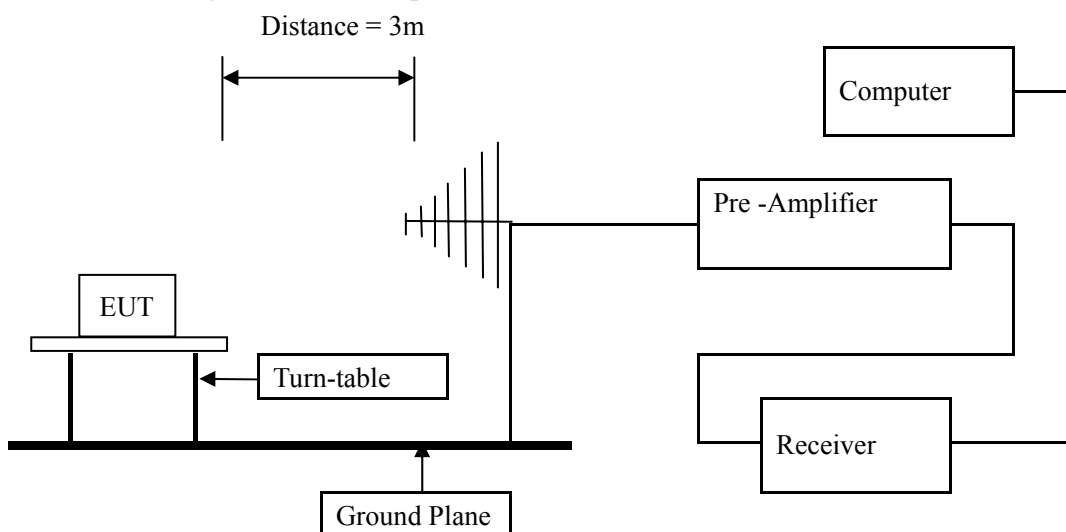 Distance = 3m
Computer
Pre -Amplifier
EUT
Turn-table
Receiver
Ground Plane